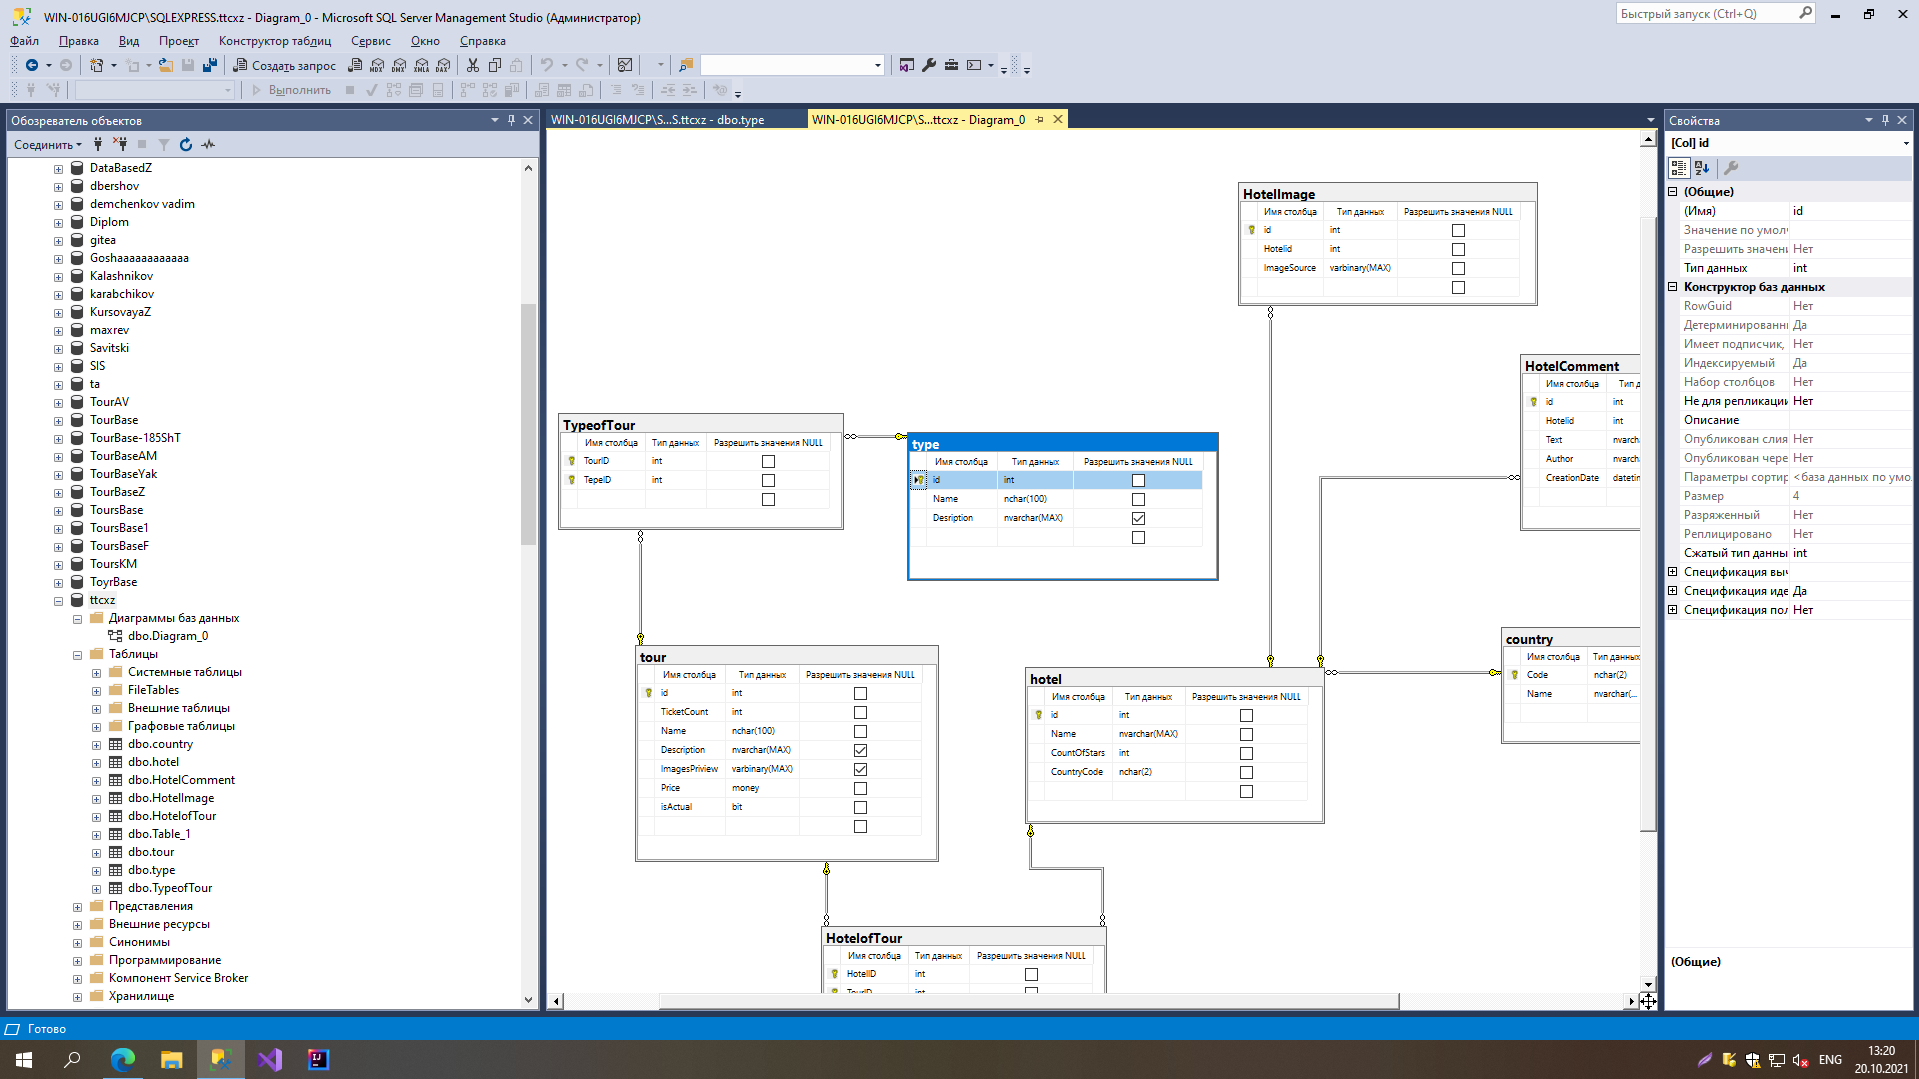 WIN-016UGI6MJCP\SQLEXPRESS.ttcxz - Diagram_0 - Microsoft SQL Server Management Studio (Администратор)
Быстрый запуск (Ctrl+Q)
Файл Правка Вид Проект Конструктор таблиц Сервис Окно Справка
Создать запрос
Выполнить
Обозреватель объектов
Соединить
DataBasedZ
dbershov
demchenkov vadim
Diplom
gitea
Goshaaaaaaaaaaaa
Kalashnikov
karabchikov
KursovayaZ
maxrev
Savitski
SIS
ta
TourAV
TourBase
TourBase-185ShT
TourBaseAM
TourBaseYak
TourBaseZ
ToursBase
ToursBase1
ToursBaseF
ToursKM
ToyrBase
ttcxz
Диаграммы баз данных
dbo.Diagram_0
Таблицы
Системные таблицы
FileTables
Внешние таблицы
Графовые таблицы
dbo.country
dbo.hotel
dbo.HotelComment
dbo.HotelImage
dbo.HotelofTour
dbo.Table_1
dbo.tour
dbo.type
dbo.TypeofTour
Представления
Внешние ресурсы
Синонимы
Программирование
Компонент Service Broker
Хранилище
WIN-016UGI6MJCP\S...S.ttcxz - dbo.type
WIN-016UGI6MJCP\S...ttcxz - Diagram_0
HotelImage
Имя столбца Тип данных Разрешить значения NULL
id int
Hotelid int
ImageSource varbinary(MAX)
HotelComment
Имя столбца Тип д
id int
Hotelid int
Text nvarch
Author nvarch
CreationDate datetin
TypeofTour
Имя столбца Тип данных Разрешить значения NULL
TourID int
TepeID int
type
Имя столбца Тип данных Разрешить значения NULL
id int
Name nchar(100)
Desription nvarchar(MAX)
tour
Имя столбца Тип данных Разрешить значения NULL
id int
TicketCount int
Name nchar(100)
Description nvarchar(MAX)
ImagesPriview varbinary(MAX)
Price money
isActual bit
hotel
Имя столбца Тип данных Разрешить значения NULL
id int
Name nvarchar(MAX)
CountOfStars int
CountryCode nchar(2)
country
Имя столбца Тип данных
Code nchar(2)
Name nvarchar(...
HotelofTour
Имя столбца Тип данных Разрешить значения NULL
HotelID int
TourID int
Свойства
[Col] id
(Общие)
(Имя) id
Значение по умолч
Разрешить значени Нет
Тип данных int
Конструктор баз данных
RowGuid Нет
Детерминированны Да
Имеет подписчик, Нет
Индексируемый Да
Набор столбцов Нет
Не для репликации Нет
Описание
Опубликован слия Нет
Опубликован чере Нет
Параметры сортир <база данных по умо.
Размер 4
Разряженный Нет
Реплицировано Нет
Сжатый тип данны int
Спецификация выч
Спецификация иде Да
Спецификация пол Нет
(Общие)
Готово
ENG
13:20
20.10.2021